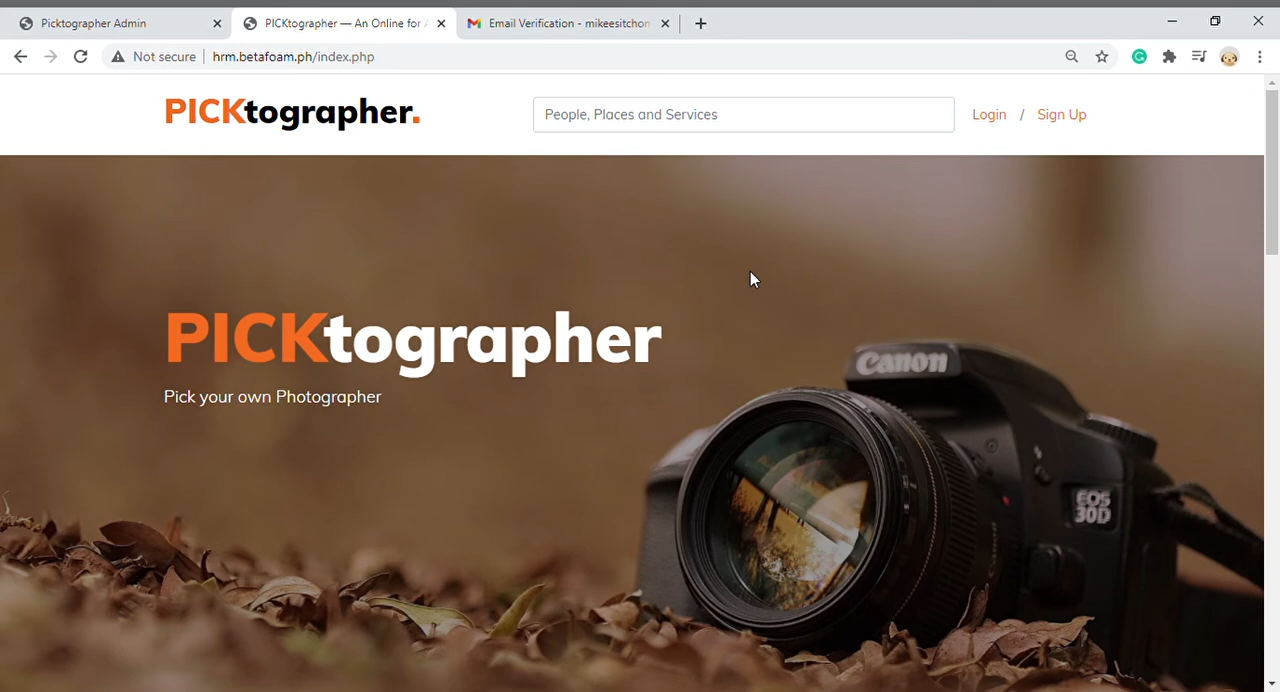 Picktographer Admin
PICKtographer — An Online for
Email Verification - mikeesitchon
Not secure
hrm.betafoam.ph/index.php
PICKtographer.
People, Places and Services
Login / Sign Up
PICKtographer
Pick your own Photographer
Canon
EOS
30D